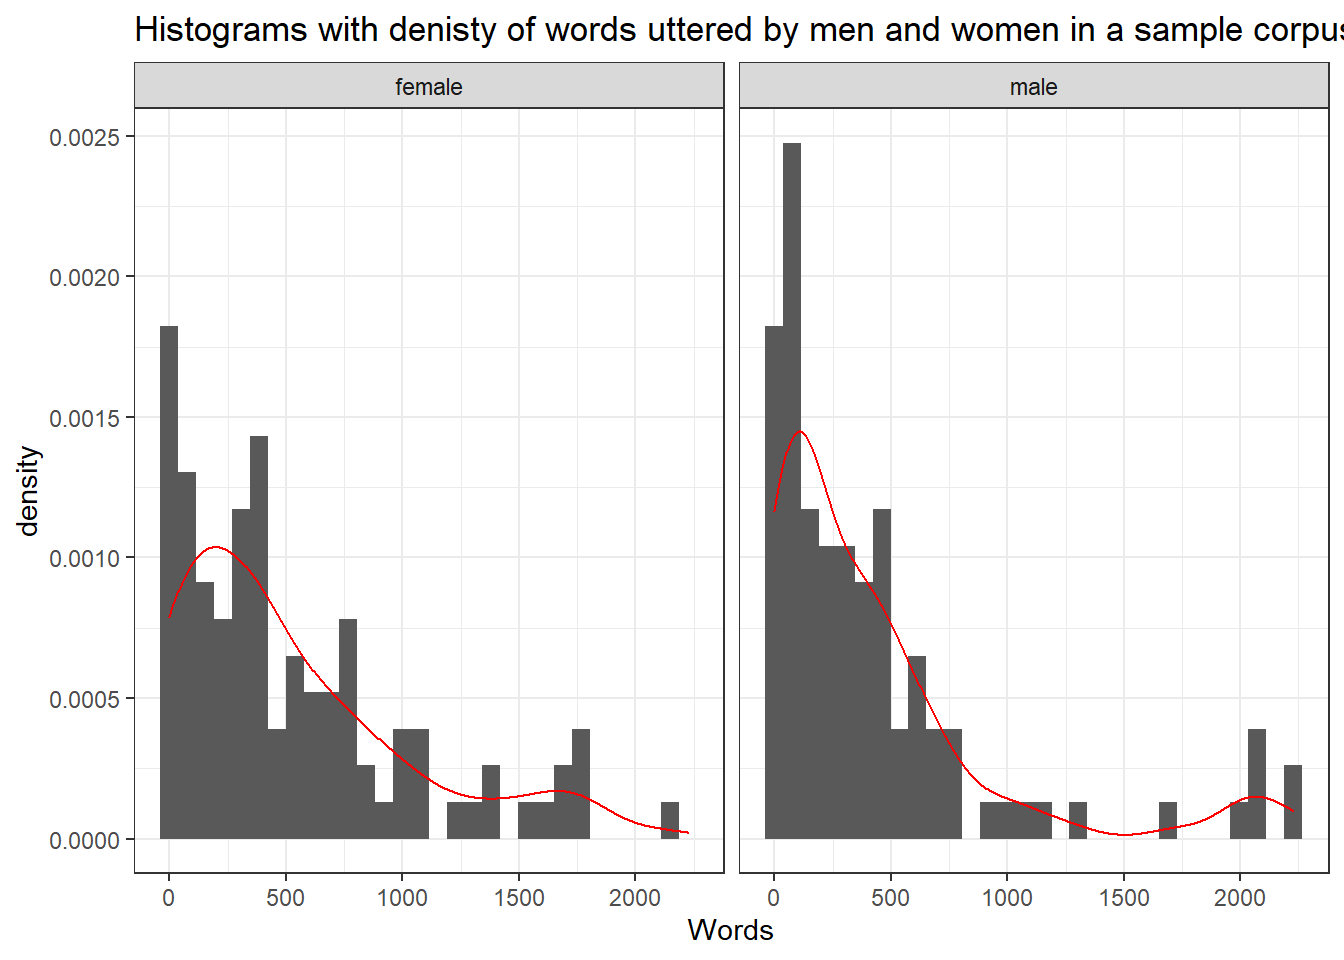 Histograms with denisty of words uttered by men and women in a sample corpus
female
male
0.0025
0.0020
0.0015
0.0010
0.0005
0.0000
density
0 500 1000 1500 2000
0 500 1000 1500 2000
Words